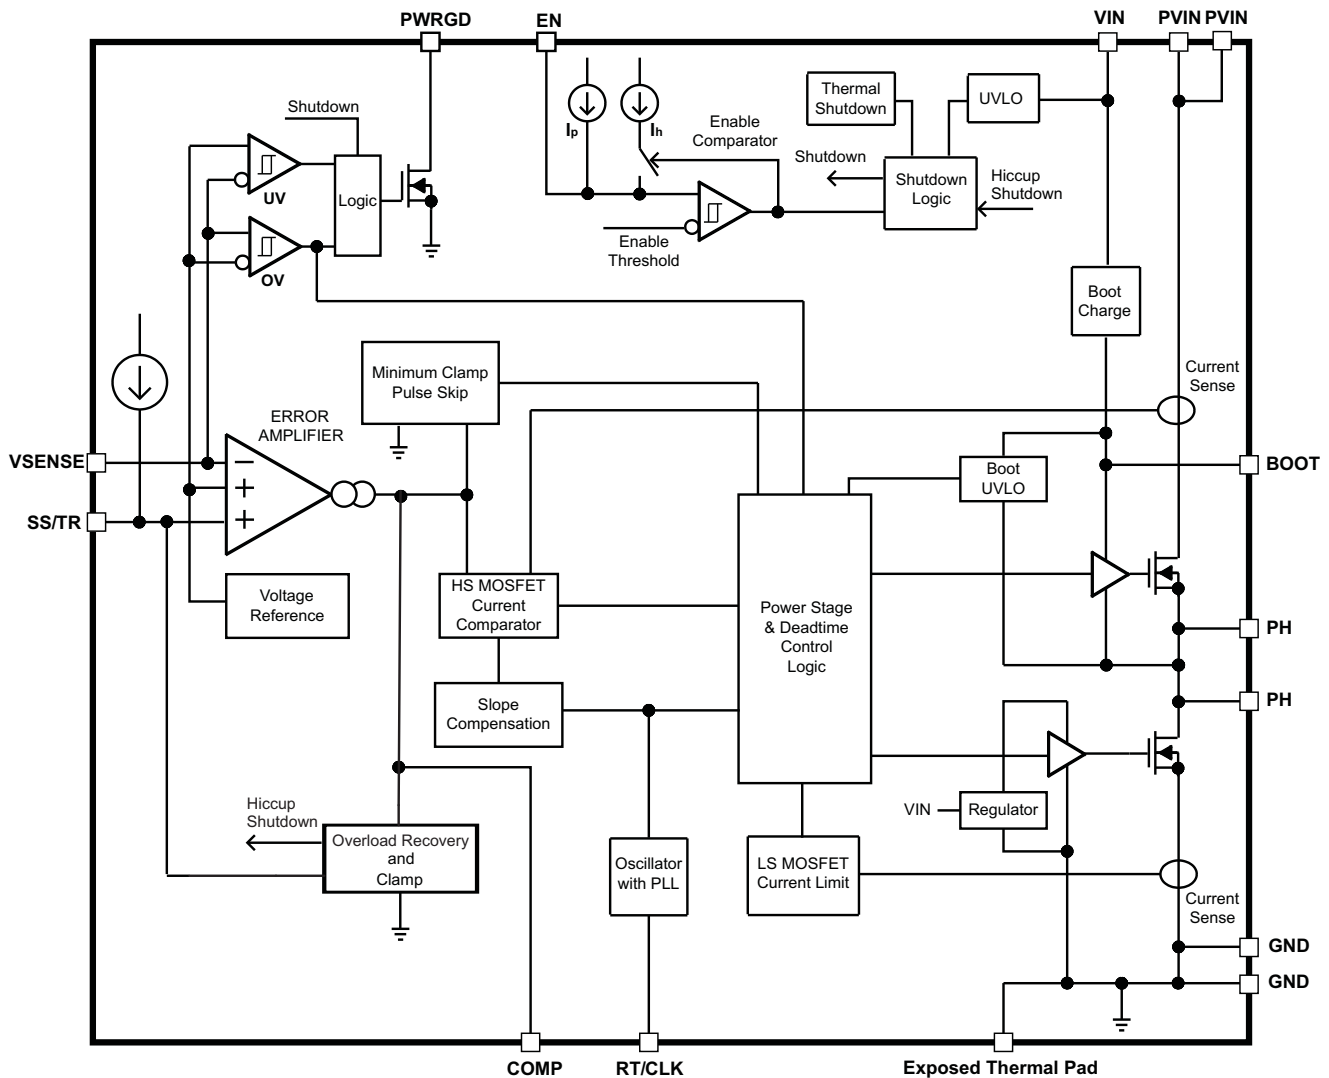 PWRGD
EN
VIN
PVIN
PVIN
Shutdown
UV
Logic
OV
Ip
Ih
Enable
Comparator
Enable
Threshold
Thermal
Shutdown
UVLO
Shutdown
Shutdown
Logic
Hiccup
Shutdown
Boot
Charge
Current
Sense
Minimum Clamp
Pulse Skip
ERROR
AMPLIFIER
VSENSE
−
+
+
SS/TR
Voltage
Reference
HS MOSFET
Current
Comparator
Slope
Compensation
Boot
UVLO
BOOT
Power Stage
& Deadtime
Control
Logic
PH
PH
VIN
Regulator
Hiccup
Shutdown
Overload Recovery
and
Clamp
Oscillator
with PLL
LS MOSFET
Current Limit
Current
Sense
GND
GND
COMP
RT/CLK
Exposed Thermal Pad